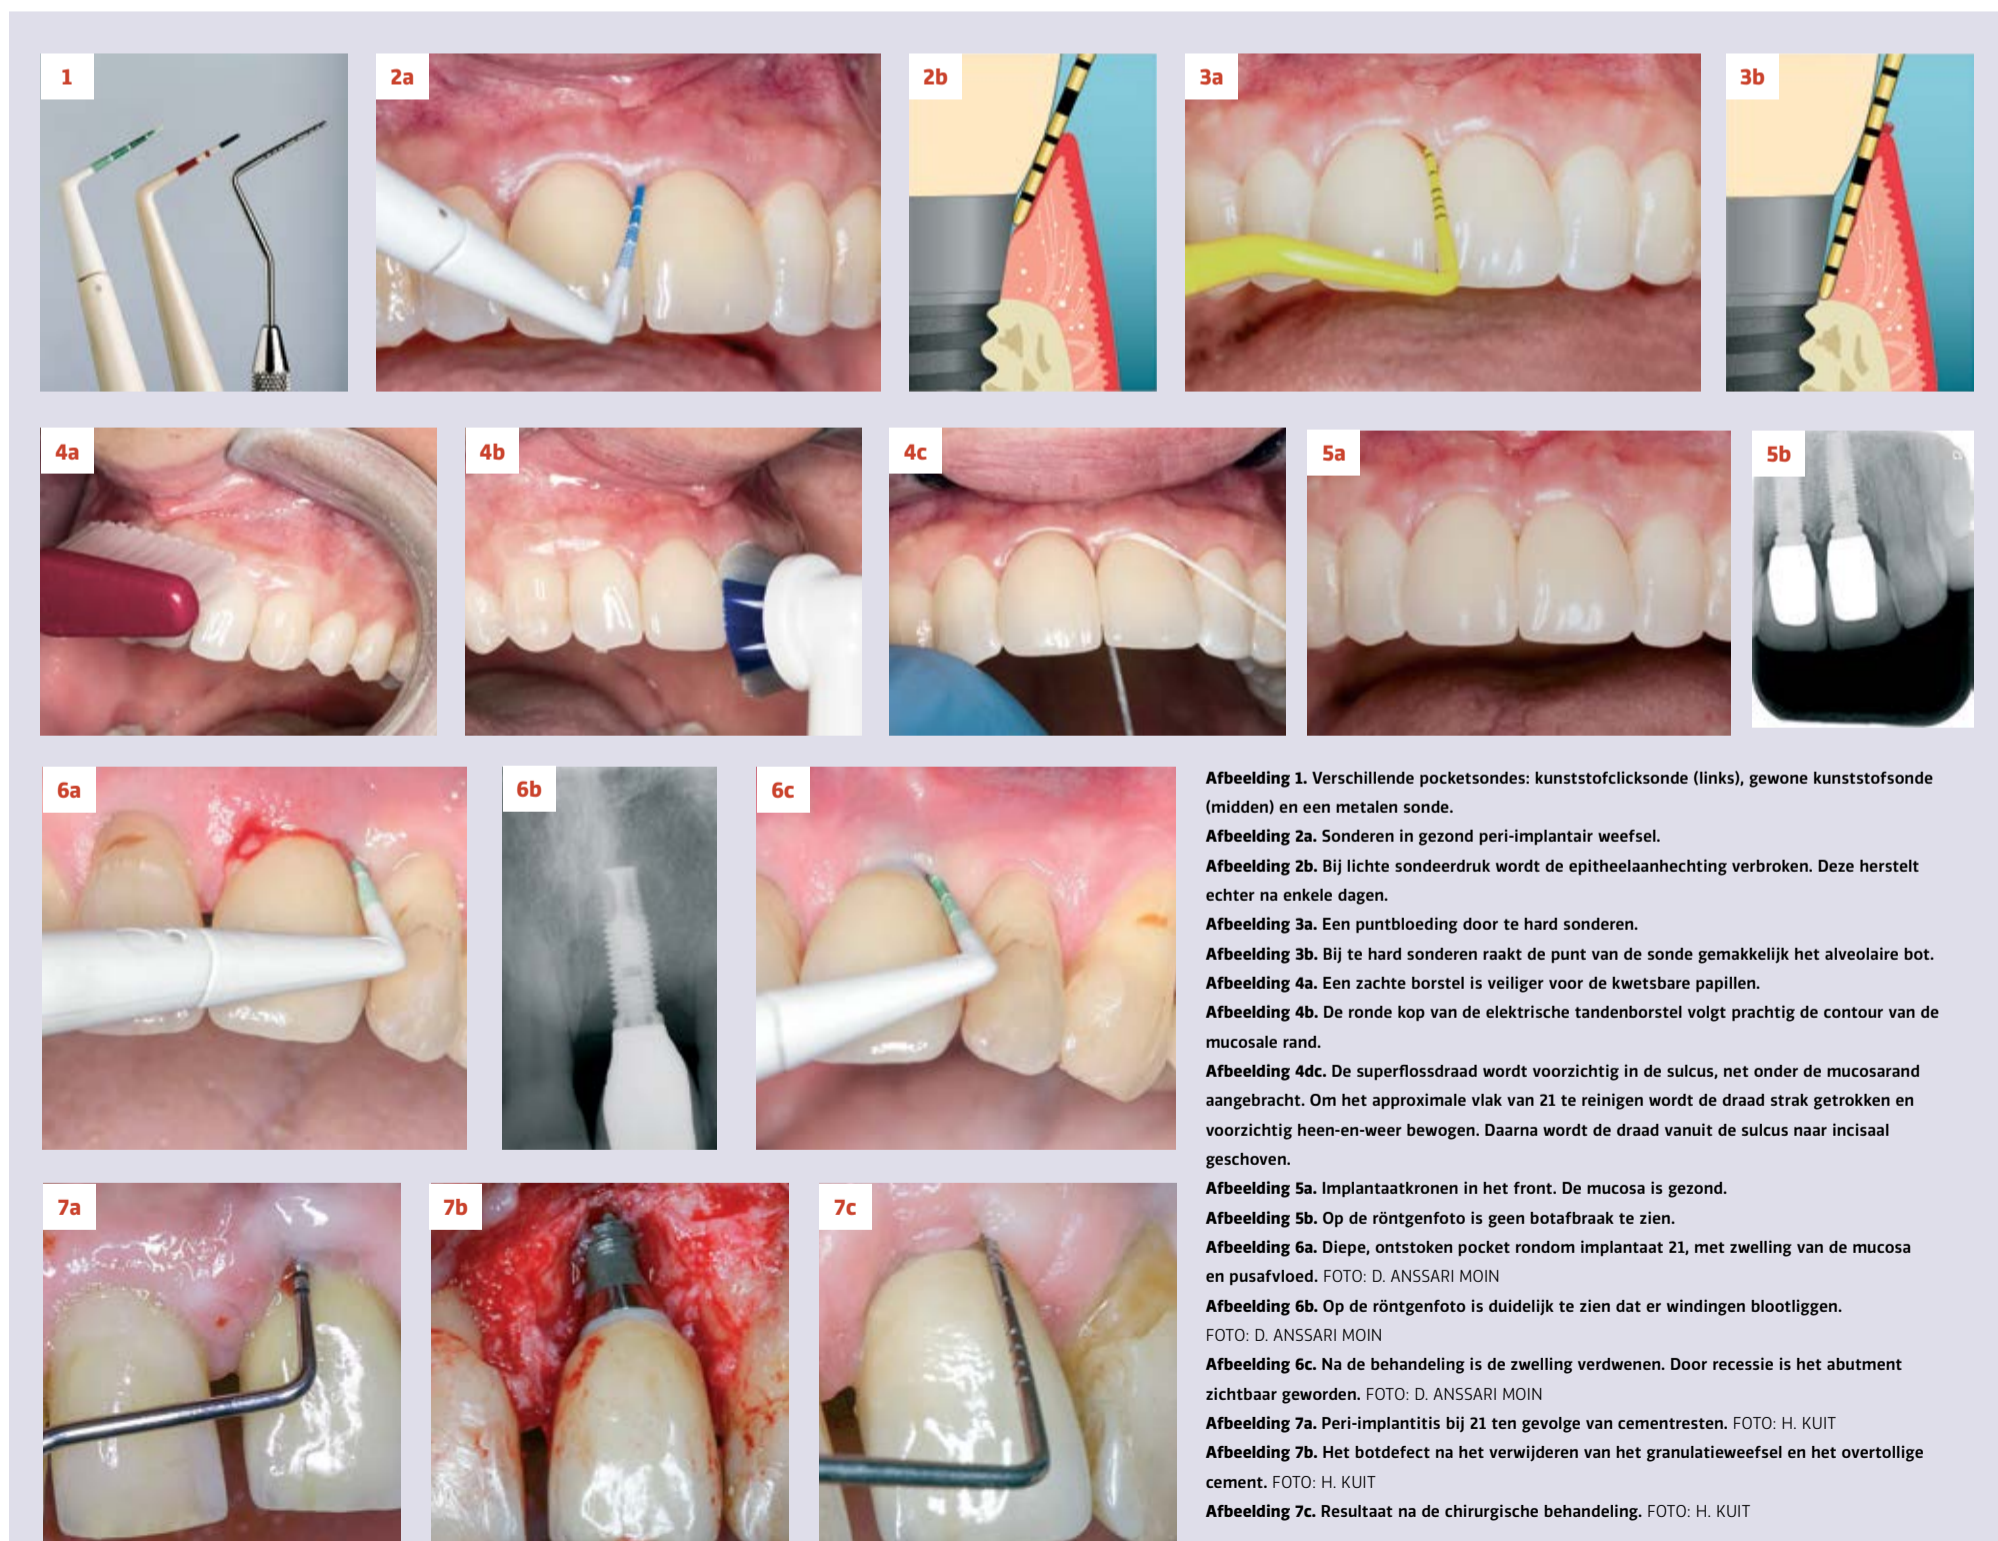 1
2a
2b
3a
3b
4a
4b
4c
5a
5b
6a
6b
6c
7a
7b
7c
Afbeelding 1. Verschillende pocketsondes: kunststofclicksonde (links), gewone kunststofsonde
(midden) en een metalen sonde.
Afbeelding 2a. Sonderen in gezond peri-implantair weefsel.
Afbeelding 2b. Bij lichte sondeerdruk wordt de epitheelaanhechting verbroken. Deze herstelt
echter na enkele dagen.
Afbeelding 3a. Een puntbloeding door te hard sonderen.
Afbeelding 3b. Bij te hard sonderen raakt de punt van de sonde gemakkelijk het alveolaire bot.
Afbeelding 4a. Een zachte borstel is veiliger voor de kwetsbare papillen.
Afbeelding 4b. De ronde kop van de elektrische tandenborstel volgt prachtig de contour van de
mucosale rand.
Afbeelding 4dc. De superflossdraad wordt voorzichtig in de sulcus, net onder de mucosarand
aangebracht. Om het approximale vlak van 21 te reinigen wordt de draad strak getrokken en
voorzichtig heen-en-weer bewogen. Daarna wordt de draad vanuit de sulcus naar incisaal
geschoven.
Afbeelding 5a. Implantaatkronen in het front. De mucosa is gezond.
Afbeelding 5b. Op de röntgenfoto is geen botafbraak te zien.
Afbeelding 6a. Diepe, ontstoken pocket rondom implantaat 21, met zwelling van de mucosa
en pusafvloed. FOTO: D. ANSSARI MOIN
Afbeelding 6b. Op de röntgenfoto is duidelijk te zien dat er windingen blootliggen.
FOTO: D. ANSSARI MOIN
Afbeelding 6c. Na de behandeling is de zwelling verdwenen. Door recessie is het abutment
zichtbaar geworden. FOTO: D. ANSSARI MOIN
Afbeelding 7a. Peri-implantitis bij 21 ten gevolge van cementresten. FOTO: H. KUIT
Afbeelding 7b. Het botdefect na het verwijderen van het granulatieweefsel en het overtollige
cement. FOTO: H. KUIT
Afbeelding 7c. Resultaat na de chirurgische behandeling. FOTO: H. KUIT